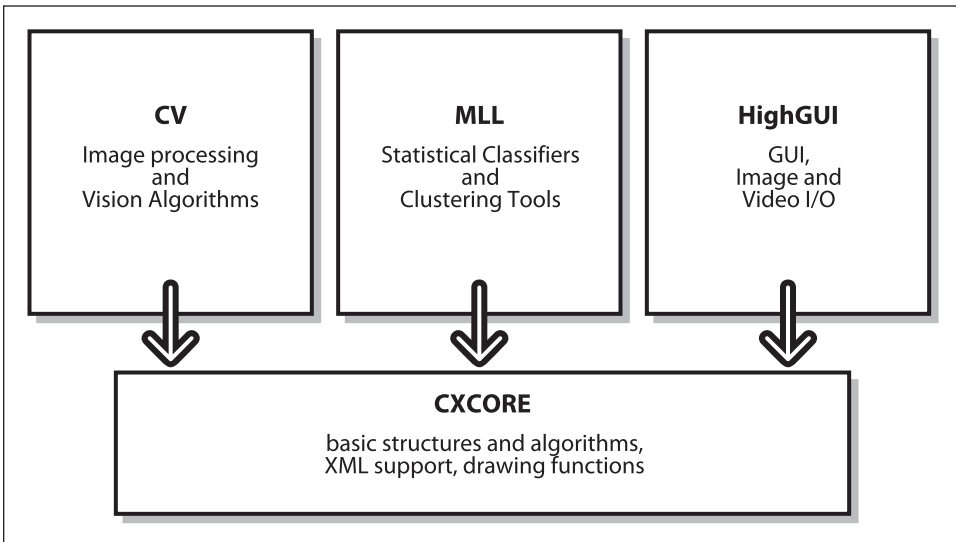 CV
Image processing
and
Vision Algorithms
MLL
Statistical Classifiers
and
Clustering Tools
HighGUI
GUI,
Image and
Video I/O
CXCORE
basic structures and algorithms,
XML support, drawing functions